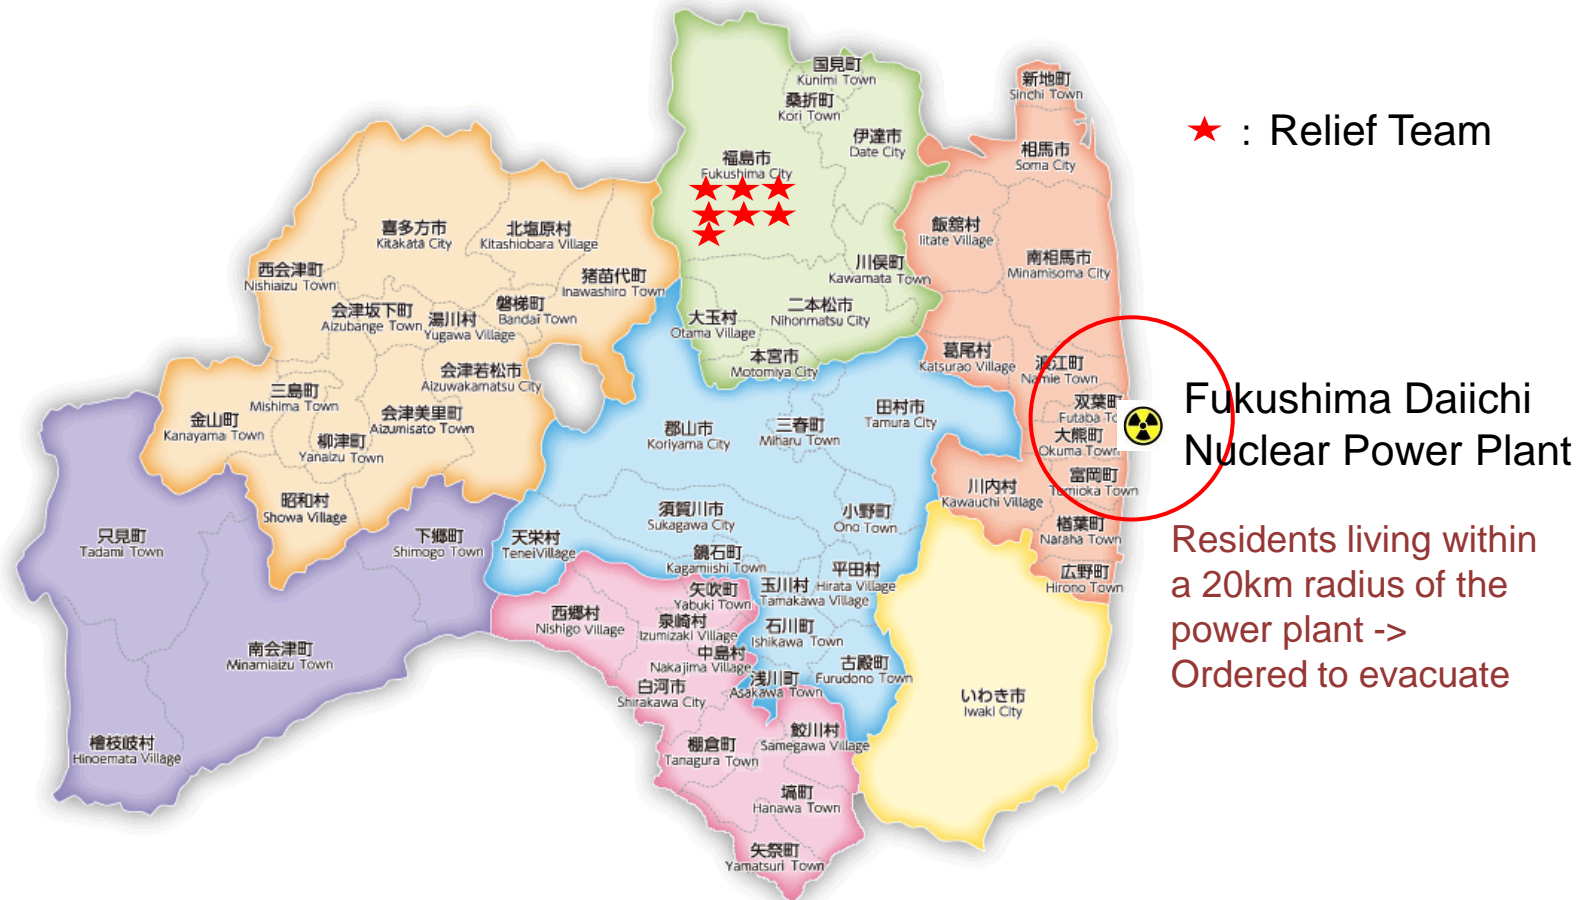 国見町
Kunimi Town
桑折町
Kori Town
伊達市
Date City
福島市
Fukushima City
川俣町
Kawamata Town
二本松市
Nihonmatsu City
大玉村
Otama Village
本宮市
Motomiya City
新地町
Sinchi Town
相馬市
Soma City
飯舘村
Iitate Village
南相馬市
Minamisoma City
葛尾村
Katsurao Village
浪江町
Namie Town
双葉町
Futaba
大熊町
Okuma Town
富岡町
Tomioka Town
川内村
Kawauchi Village
楢葉町
Naraha Town
広野町
Hirono Town
喜多方市
Kitakata City
北塩原村
Kitashiobara Village
西会津町
Nishiaizu Town
猪苗代町
Inawashiro Town
会津坂下町
Aizubange Town
湯川村
Yugawa Village
磐梯町
Bandai Town
会津若松市
Aizuwakamatsu City
三島町
Mishima Town
金山町
Kanayama Town
柳津町
Yanaizu Town
会津美里町
Aizumisato Town
昭和村
Showa Village
只見町
Tadami Town
下郷町
Shimogo Town
南会津町
Minamiaizu Town
檜枝岐村
Hinoemata Village
郡山市
Koriyama City
三春町
Miharu Town
田村市
Tamura City
須賀川市
Sukagawa City
小野町
Ono Town
天栄村
TeneiVillage
鏡石町
Kagamiishi Town
玉川村
Tamakawa Village
平田村
Hirata Village
石川町
Ishikawa Town
古殿町
Furudono Town
浅川町
Asakawa Town
矢吹町
Yabuki Town
西郷村
Nishigo Village
泉崎村
Izumizaki Village
中島村
Nakajima Village
白河市
Shirakawa City
棚倉町
Tanagura Town
鮫川村
Samegawa Village
塙町
Hanawa Town
矢祭町
Yamatsuri Town
いわき市
Iwaki City
★ : Relief Team
Fukushima Daiichi
Nuclear Power Plant
Residents living within
a 20km radius of the
power plant ->
Ordered to evacuate